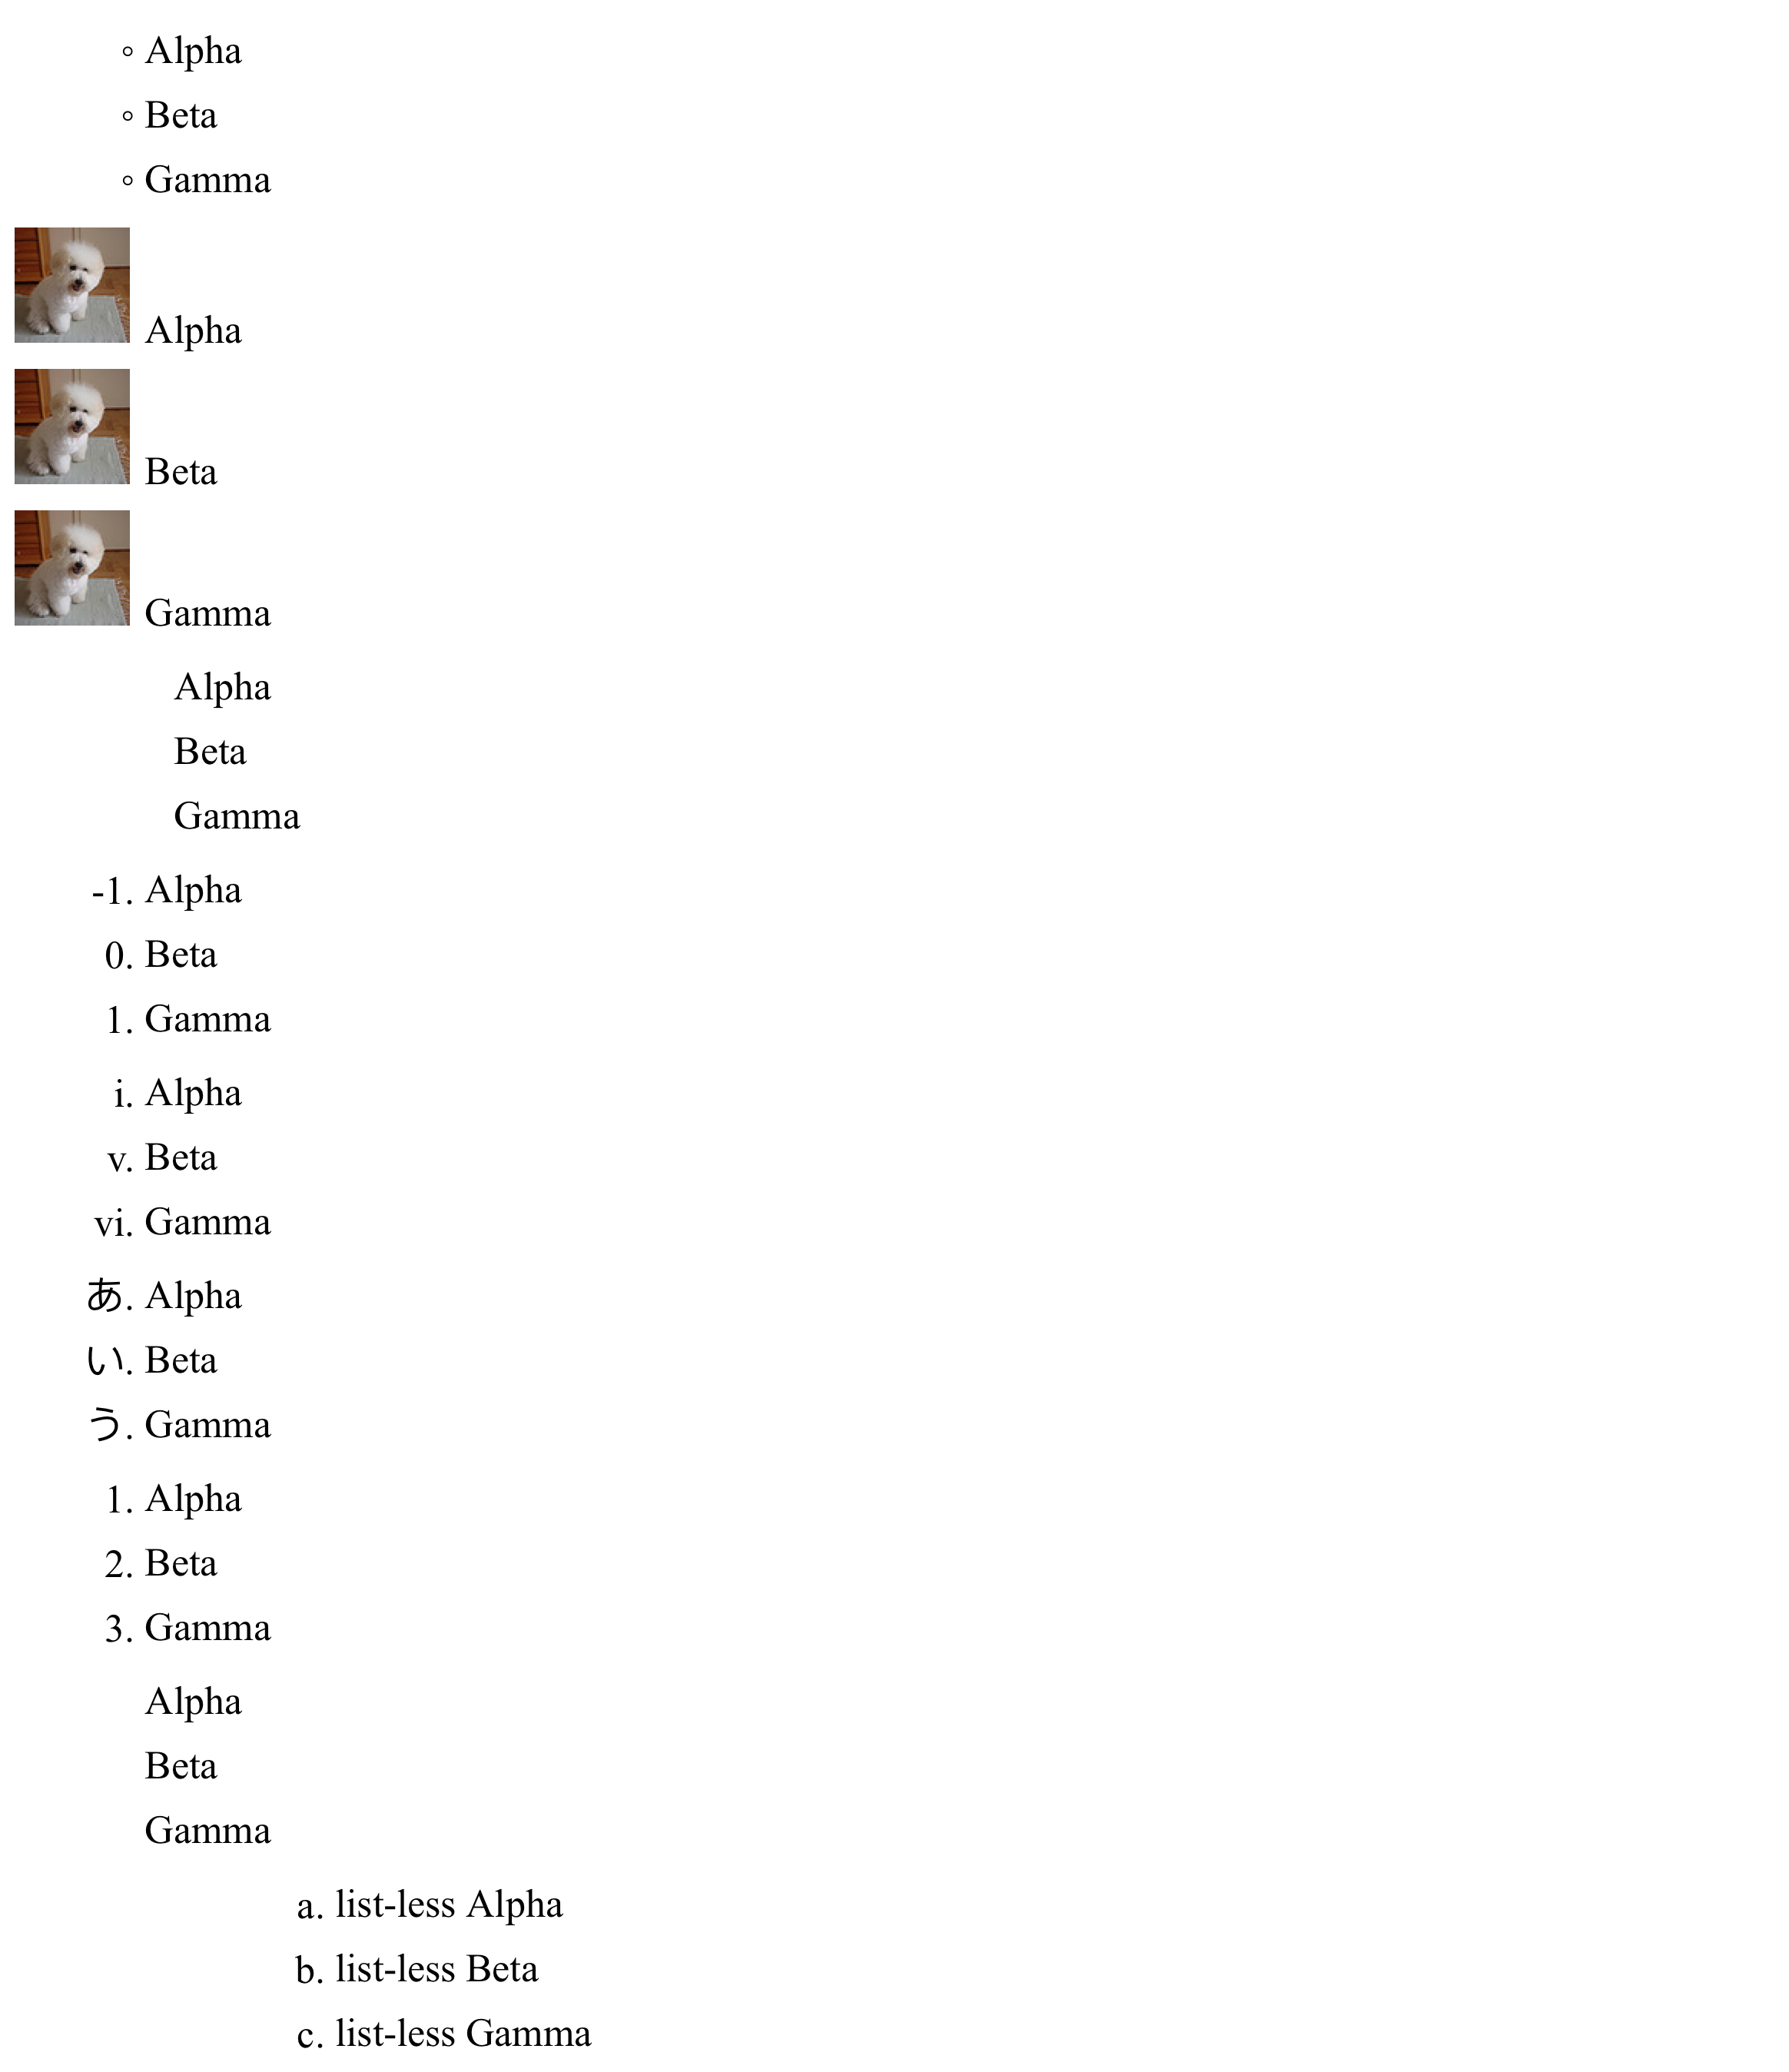 ◦ Alpha
◦ Beta
◦ Gamma
Alpha
Beta
Gamma
Alpha
Beta
Gamma
-1. Alpha
0. Beta
1. Gamma
i. Alpha
v. Beta
vi. Gamma
あ. Alpha
い. Beta
う. Gamma
1. Alpha
2. Beta
3. Gamma
Alpha
Beta
Gamma
a. list-less Alpha
b. list-less Beta
c. list-less Gamma